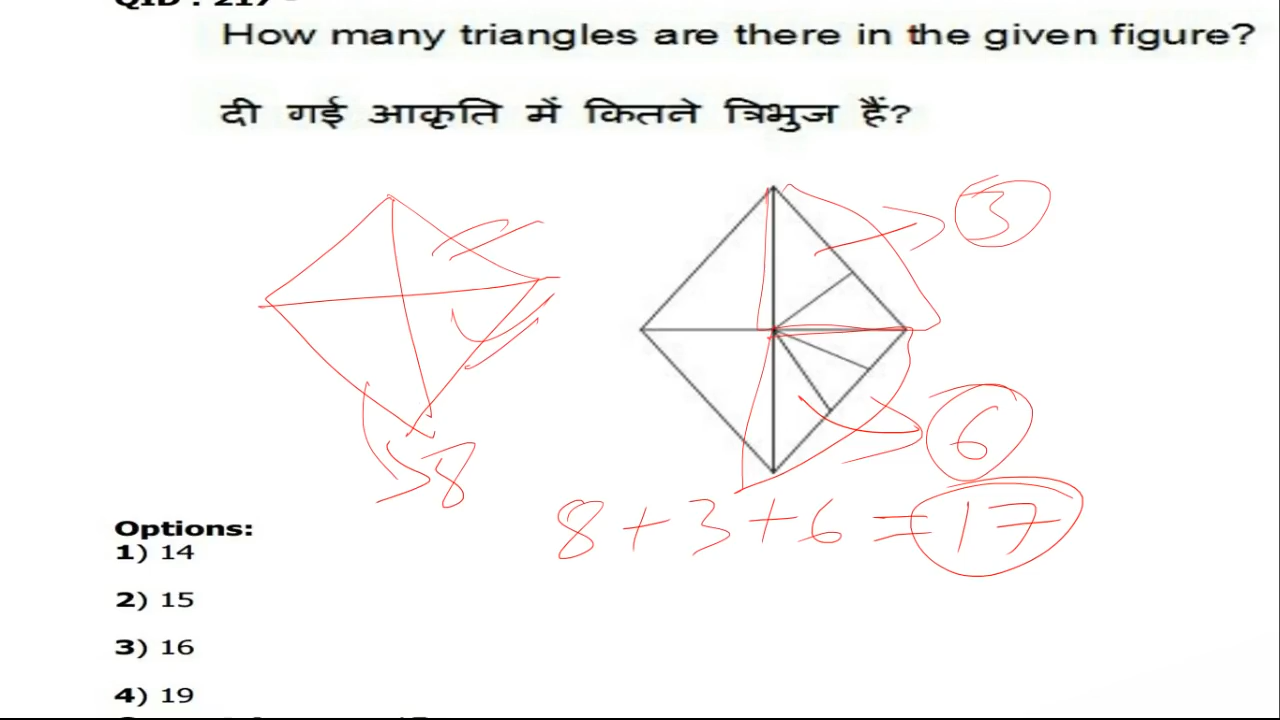 How many triangles are there in the given figure?
दी गई आकृति में कितने त्रिभुज हैं?
3
6
8
8+3+6=17
Options:
1) 14
2) 15
3) 16
4) 19